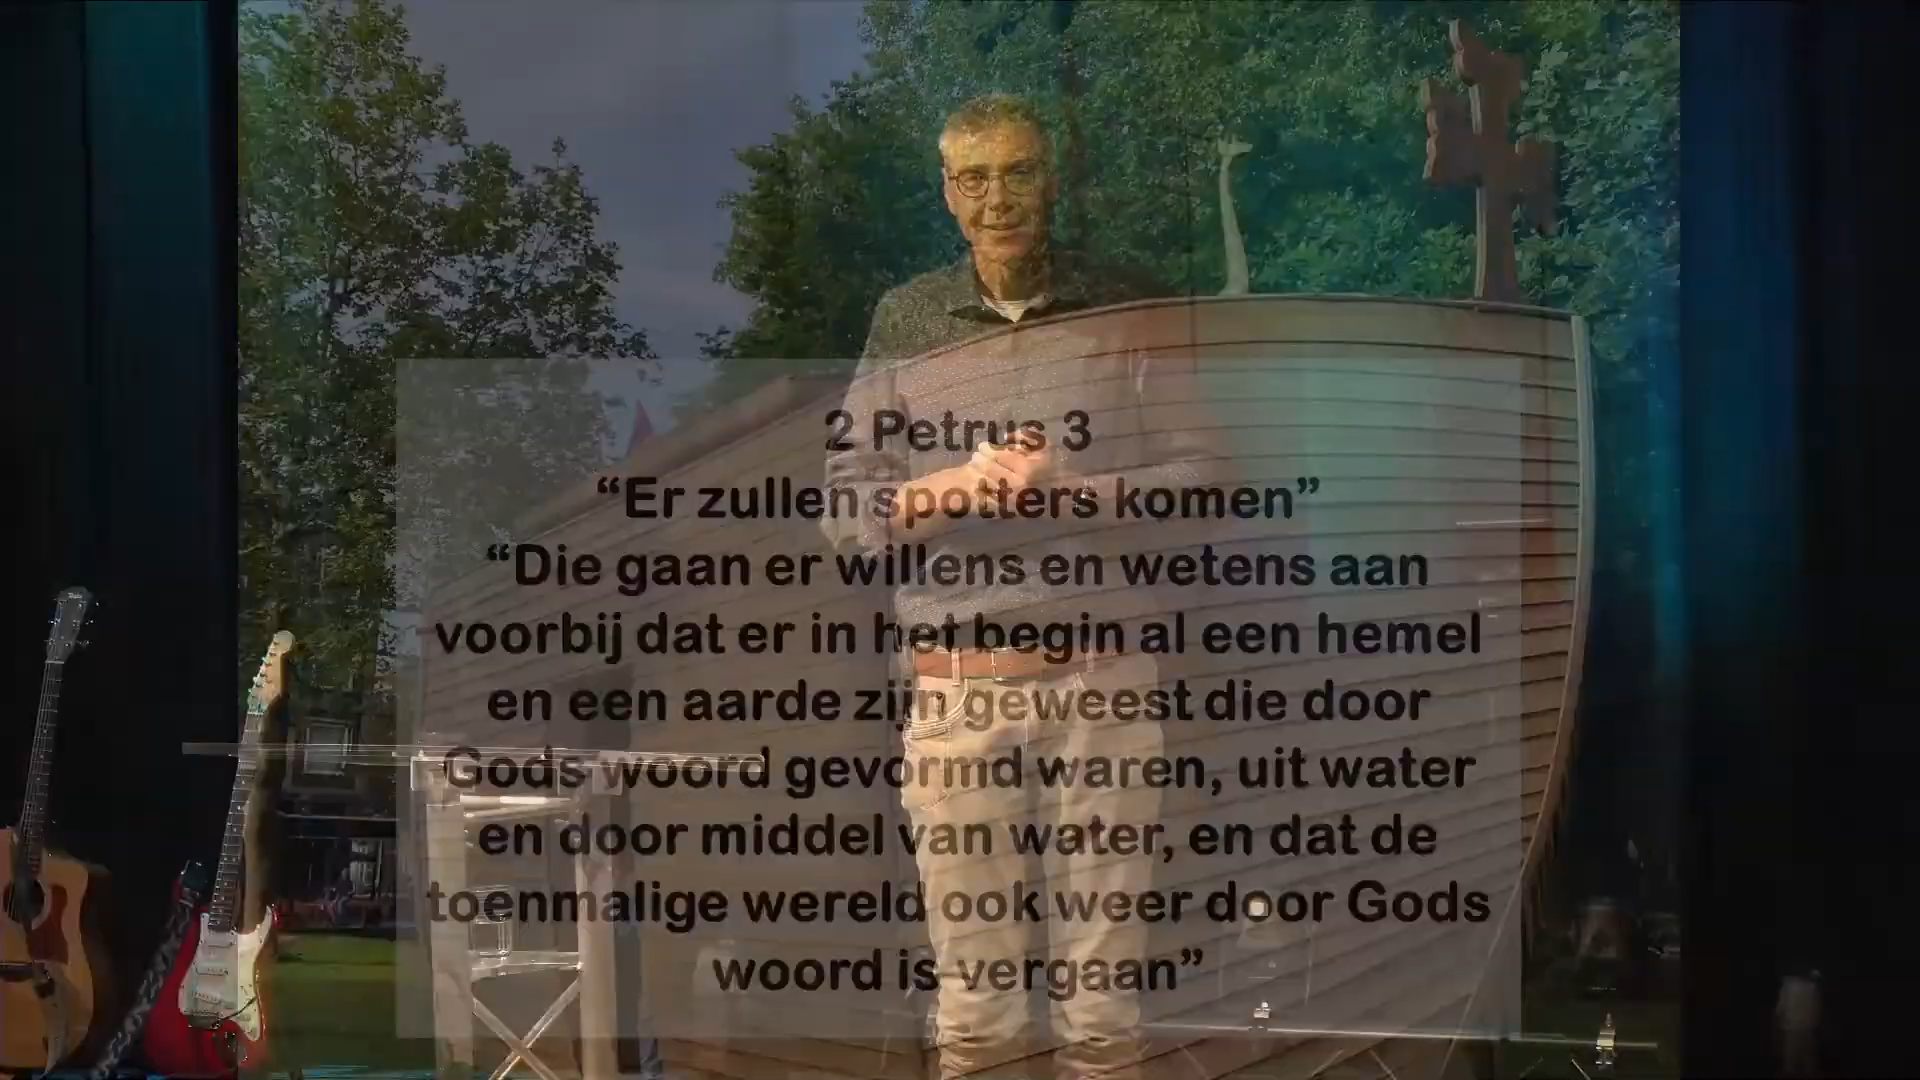 2 Petrus 3
“Er zullen spotters komen”
“Die gaan er willens en wetens aan
voorbij dat er in het begin al een hemel
en een aarde zijn geweest die door
Gods woord gevormd waren, uit water
en door middel van water, en dat de
toenmalige wereld ook weer door Gods
woord is vergaan”